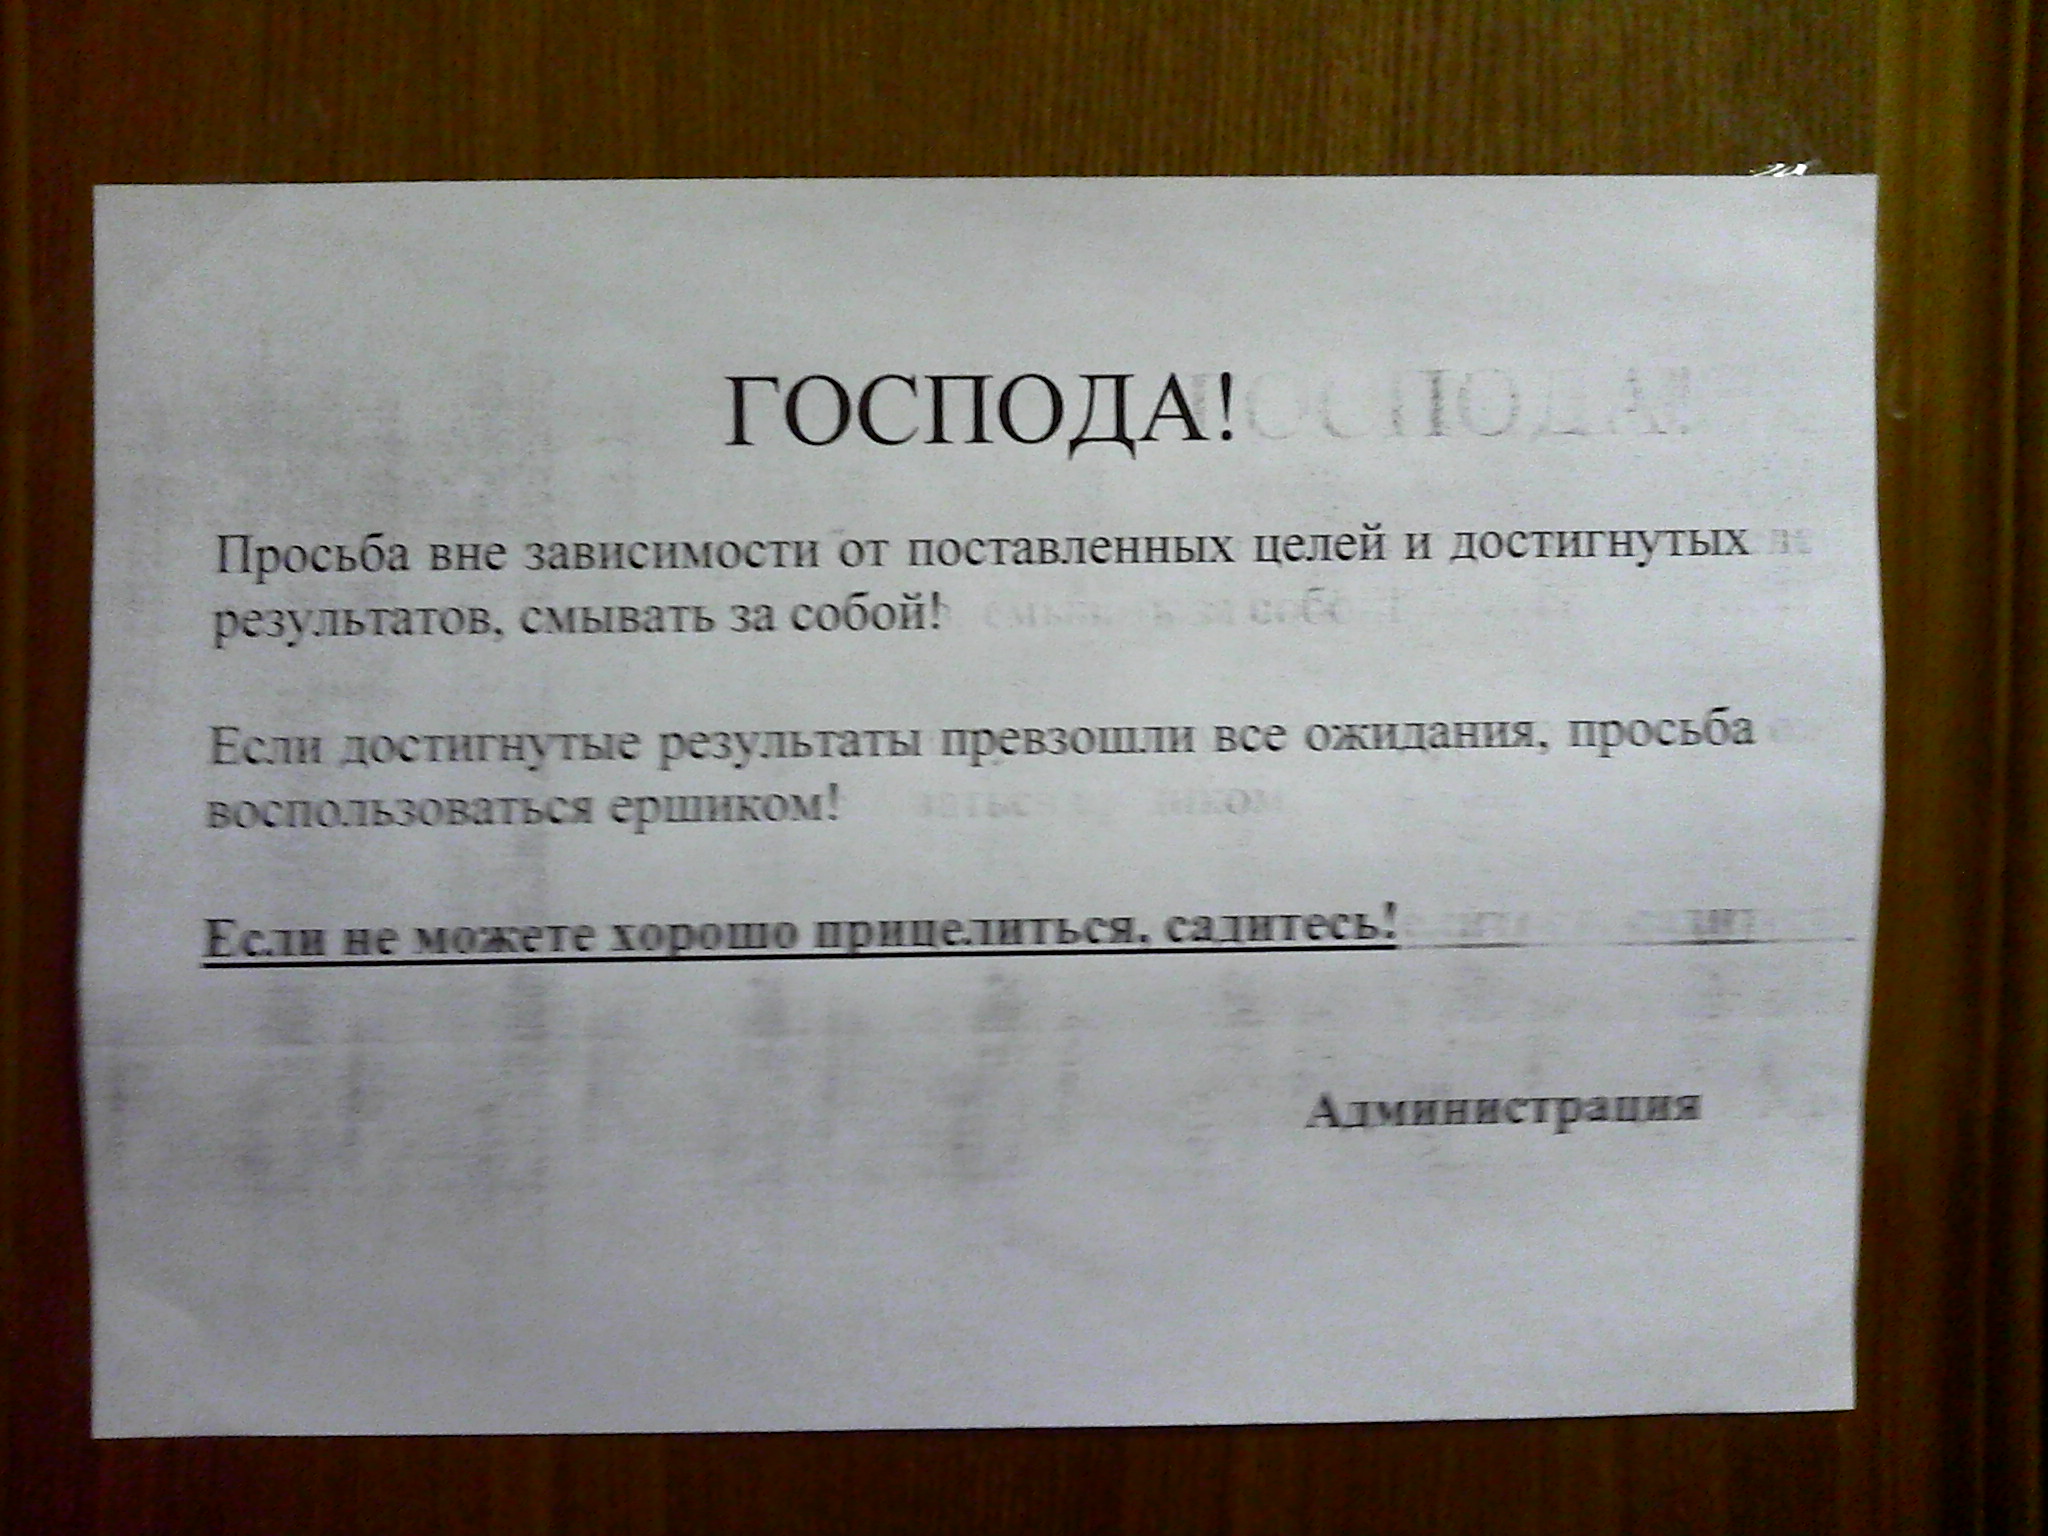 ГОСПОДА!
Просьба вне зависимости от поставленных целей и достигнутых
результатов, смывать за собой!
Если достигнутые результаты превзошли все ожидания, просьба
воспользоваться ершиком!
Если не можете хорошо прицелиться, садитесь!
Администрация